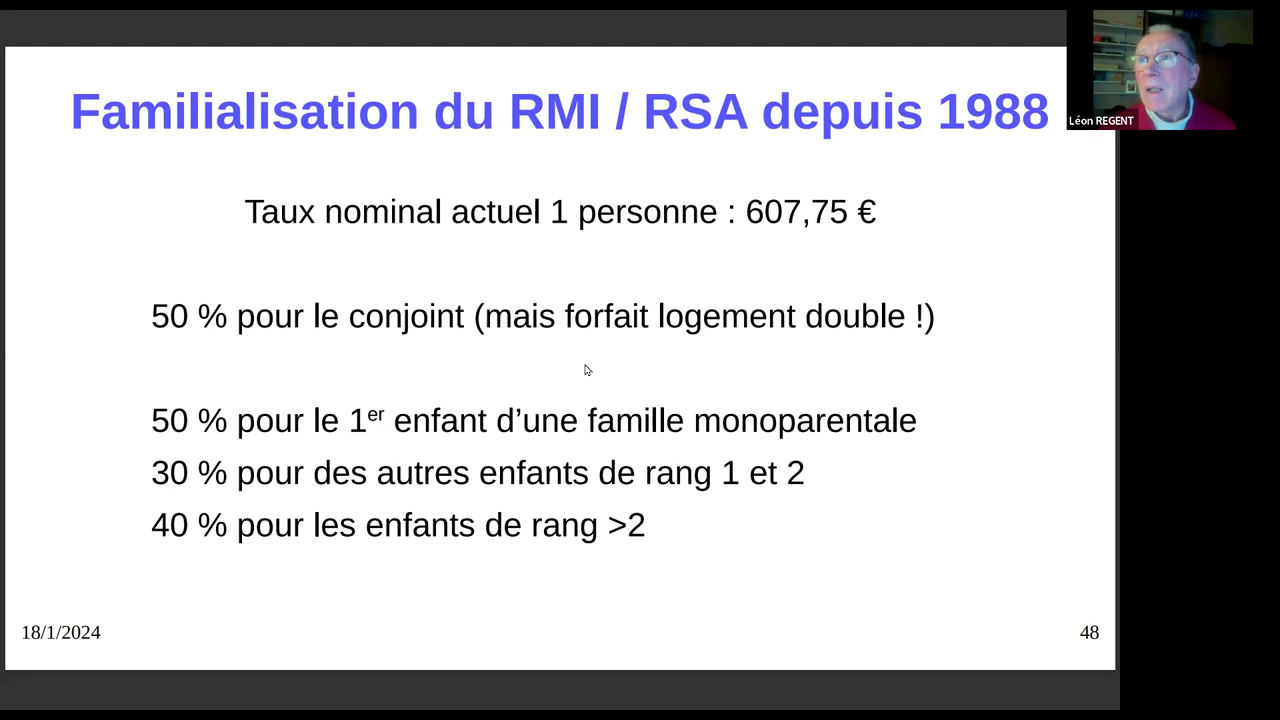 Familialisation du RMI / RSA depuis 1988
Léon REGENT
Taux nominal actuel 1 personne : 607,75 €
50 % pour le conjoint (mais forfait logement double !)
50 % pour le 1er enfant d’une famille monoparentale
30 % pour des autres enfants de rang 1 et 2
40 % pour les enfants de rang >2
18/1/2024
48